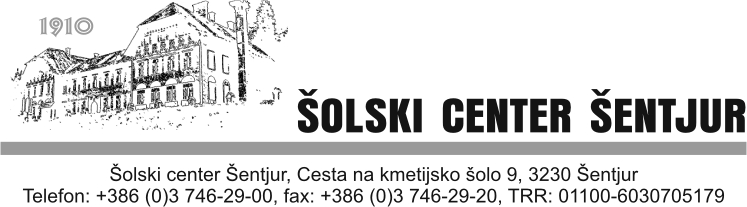 1910
ŠOLSKI CENTER ŠENTJUR
Šolski center Šentjur, Cesta na kmetijsko šolo 9, 3230 Šentjur
Telefon: +386 (0)3 746-29-00, fax: +386 (0)3 746-29-20, TRR: 01100-6030705179